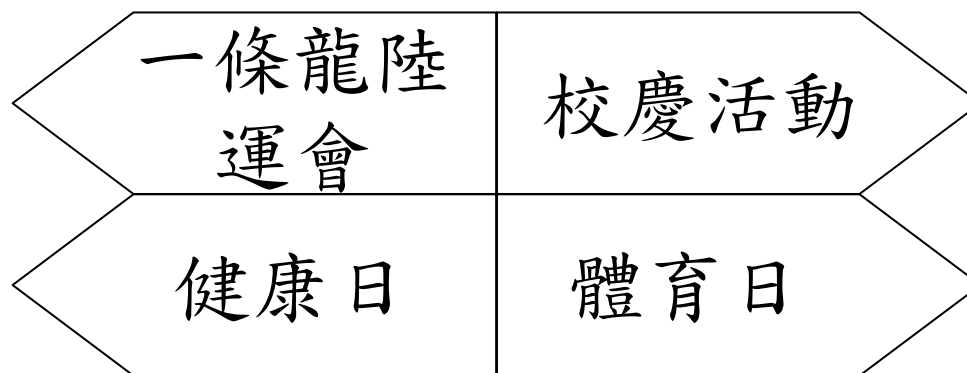 一條龍陸
運會
校慶活動
健康日
體育日